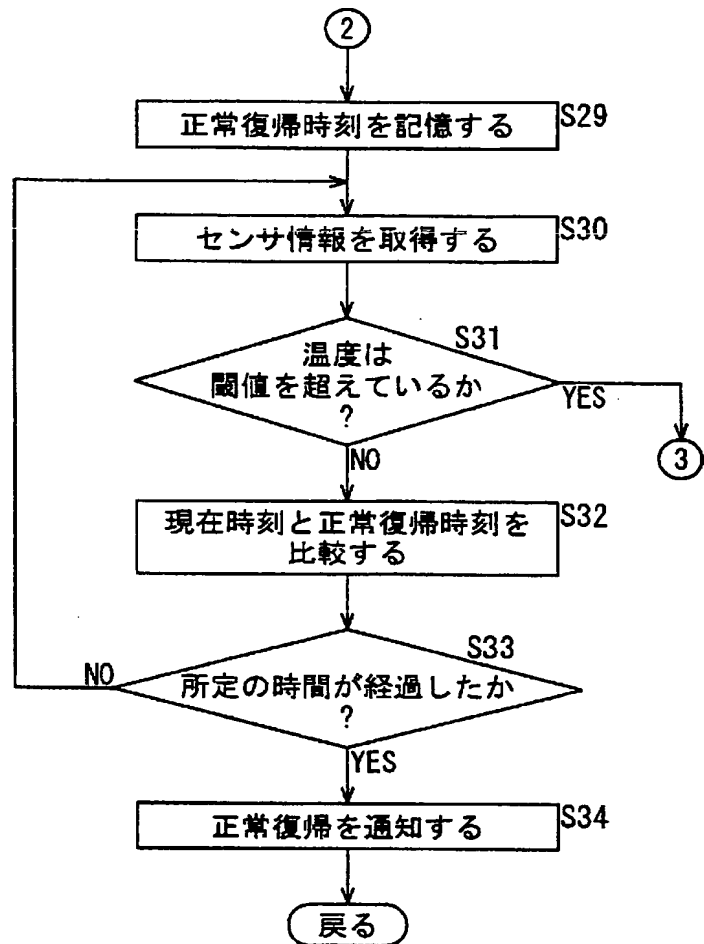 2
正常復帰時刻を記憶する
S29
センサ情報を取得する
S30
S31
温度は
閾値を超えているか
?
YES
3
NO
現在時刻と正常復帰時刻を
比較する
S32
S33
NO
所定の時間が経過したか
?
YES
正常復帰を通知する
S34
戻る